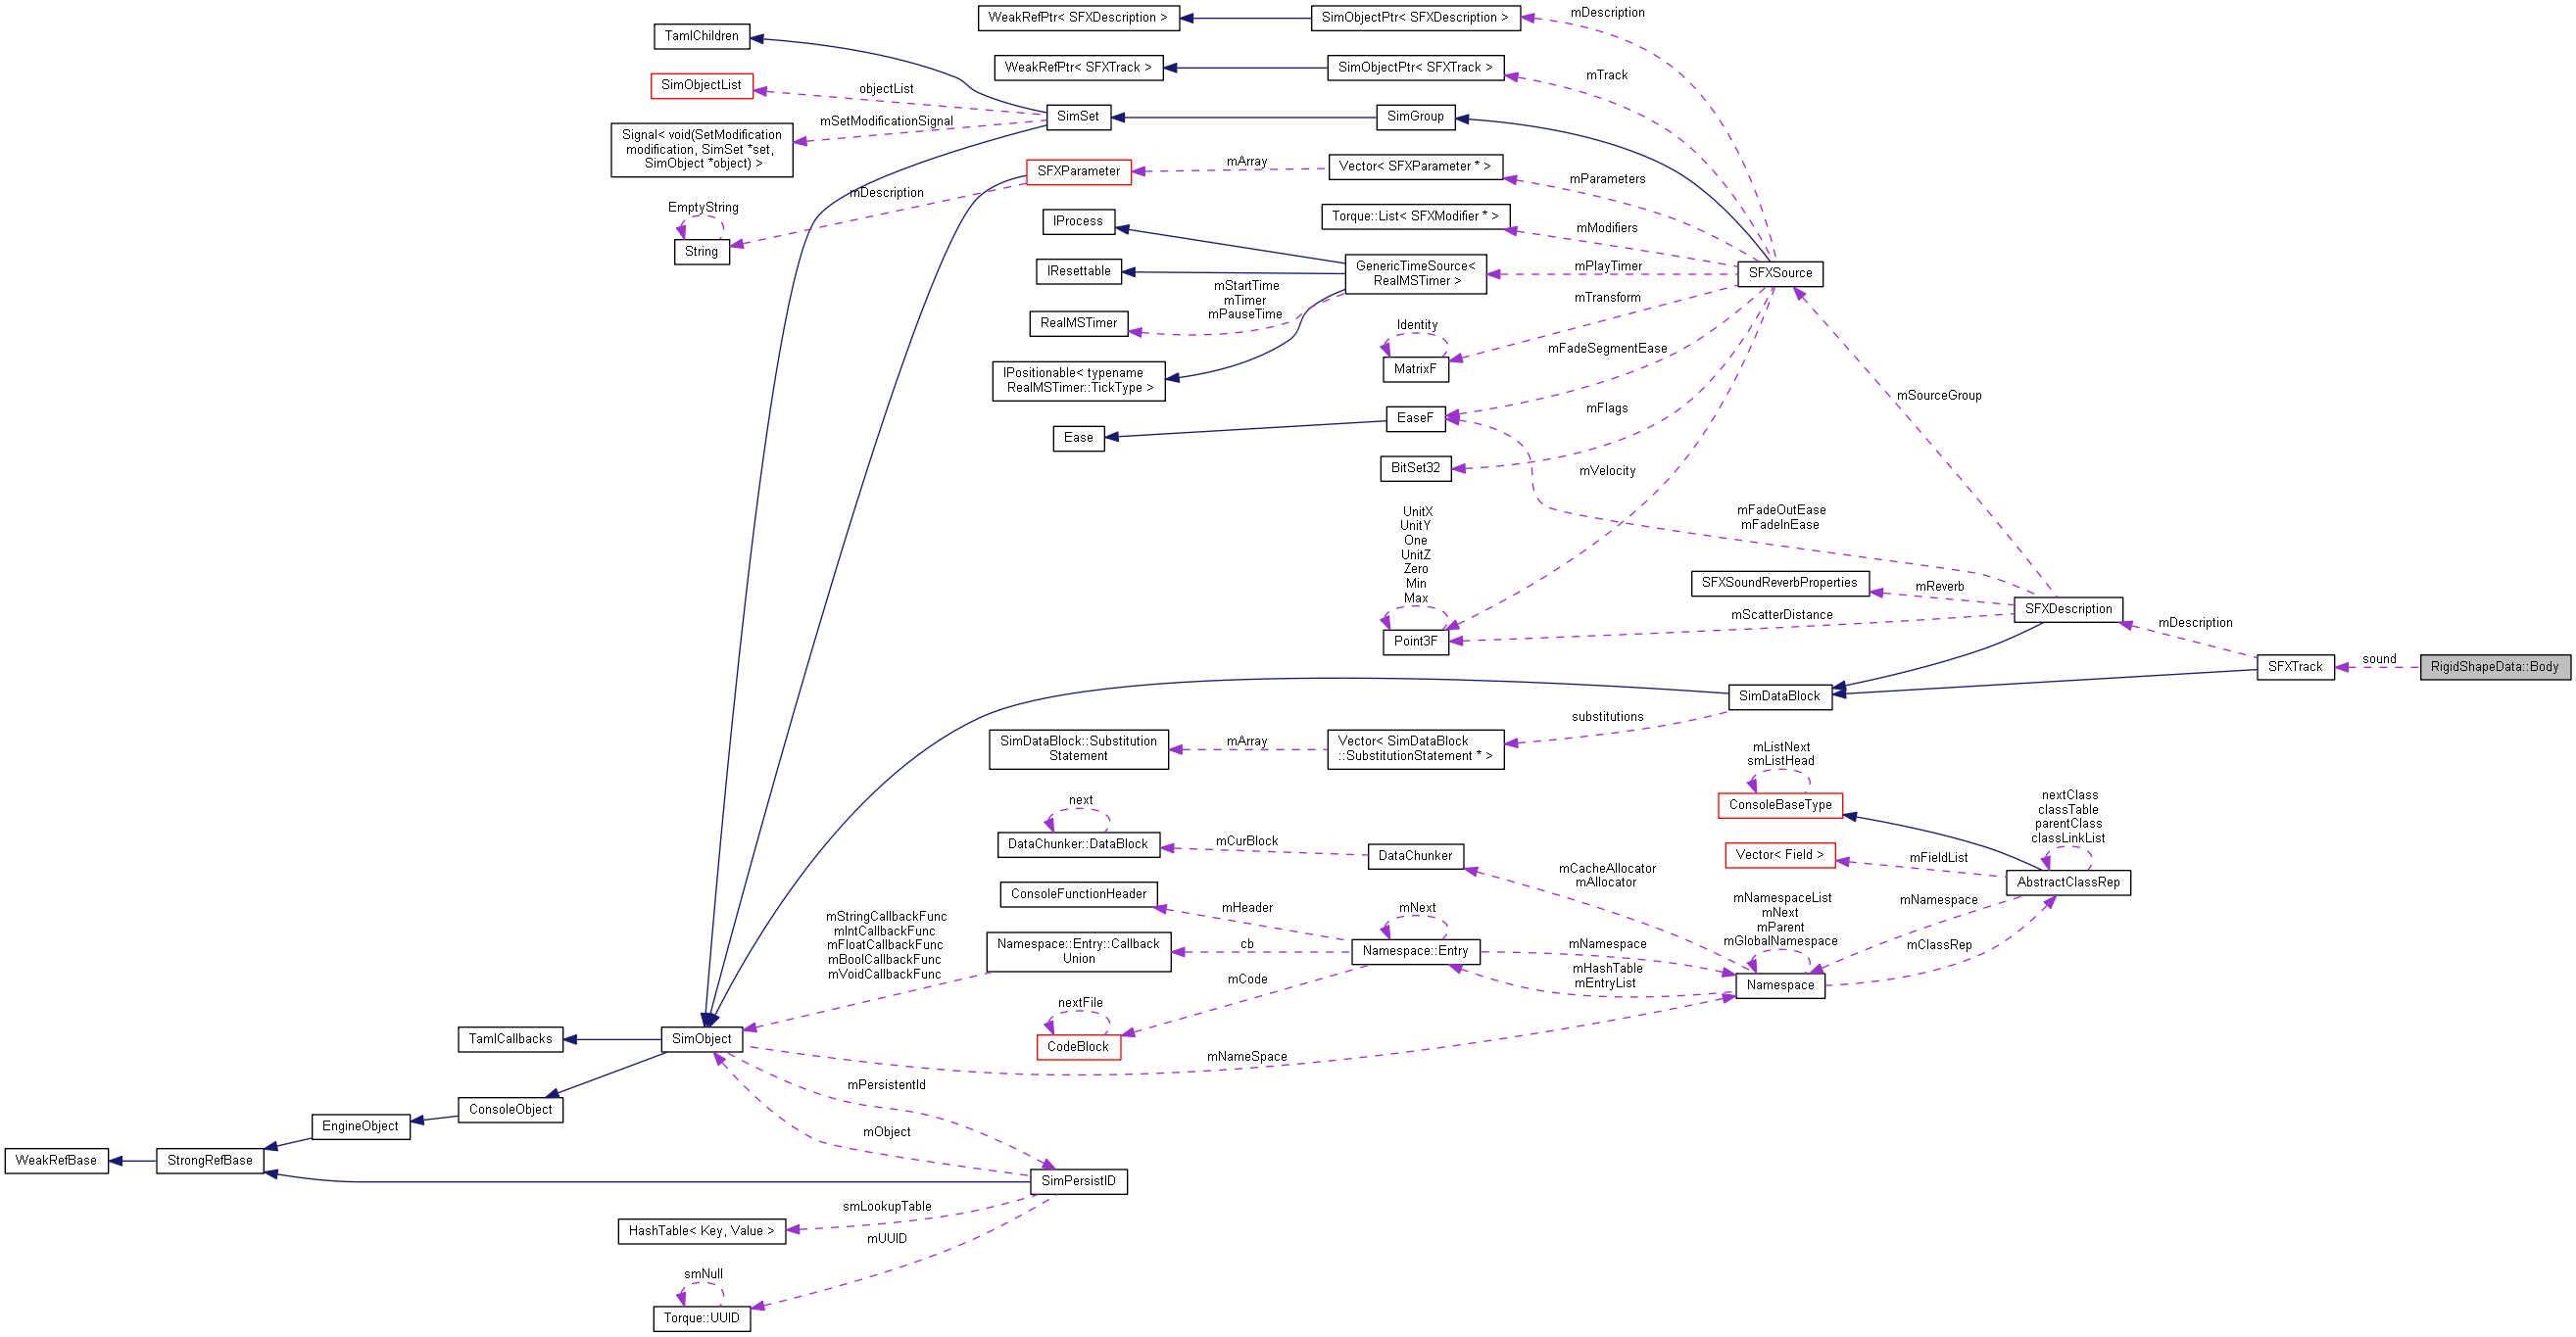 WeakRefPtr< SFXDescription >
SimObjectPtr< SFXDescription >
mDescription
TamlChildren
WeakRefPtr< SFXTrack >
SimObjectPtr< SFXTrack >
mTrack
SimObjectList
objectList
mSetModificationSignal
SimSet
SimGroup
Signal< void(SetModification
modification, SimSet *set,
SimObject *object) >
SFXParameter
mArray
Vector< SFXParameter * >
mParameters
mDescription
EmptyString
String
IProcess
Torque::List< SFXModifier * >
mModifiers
IResettable
GenericTimeSource<
RealMSTimer >
mPlayTimer
SFXSource
mStartTime
mTimer
mPauseTime
RealMSTimer
mTransform
Identity
MatrixF
mFadeSegmentEase
IPositionable< typename
RealMSTimer::TickType >
mSourceGroup
Ease
EaseF
mFlags
BitSet32
mVelocity
mFadeOutEase
mFadeInEase
UnitX
UnitY
One
UnitZ
Zero
Min
Max
Point3F
SFXSoundReverbProperties
mReverb
mScatterDistance
SFXDescription
mDescription
SFXTrack
sound
RigidShapeData::Body
SimDataBlock
substitutions
SimDataBlock::Substitution
Statement
mArray
Vector< SimDataBlock
::SubstitutionStatement * >
mListNext
smListHead
ConsoleBaseType
nextClass
classTable
parentClass
classLinkList
next
DataChunker::DataBlock
mCurBlock
DataChunker
Vector< Field >
mFieldList
AbstractClassRep
mCacheAllocator
mAllocator
ConsoleFunctionHeader
mHeader
mNext
mNamespaceList
mNext
mParent
mGlobalNamespace
mNamespace
mClassRep
mStringCallbackFunc
mIntCallbackFunc
mFloatCallbackFunc
mBoolCallbackFunc
mVoidCallbackFunc
Namespace::Entry::Callback
Union
cb
Namespace::Entry
mNamespace
mHashTable
mEntryList
Namespace
mCode
nextFile
CodeBlock
TamlCallbacks
SimObject
mNameSpace
mPersistentId
ConsoleObject
EngineObject
mObject
WeakRefBase
StrongRefBase
SimPersistID
smLookupTable
HashTable< Key, Value >
mUUID
smNull
Torque::UUID